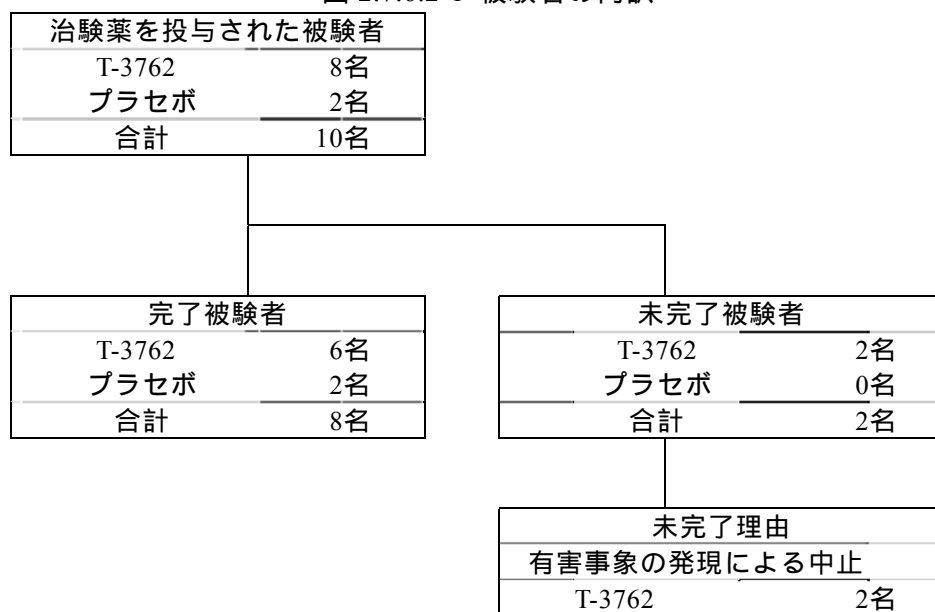 治験薬を投与された被験者
T-3762 8名
プラセボ 2名
合計 10名
完了被験者
T-3762 6名
プラセボ 2名
合計 8名
未完了被験者
T-3762 2名
プラセボ 0名
合計 2名
未完了理由
有害事象の発現による中止
T-3762 2名